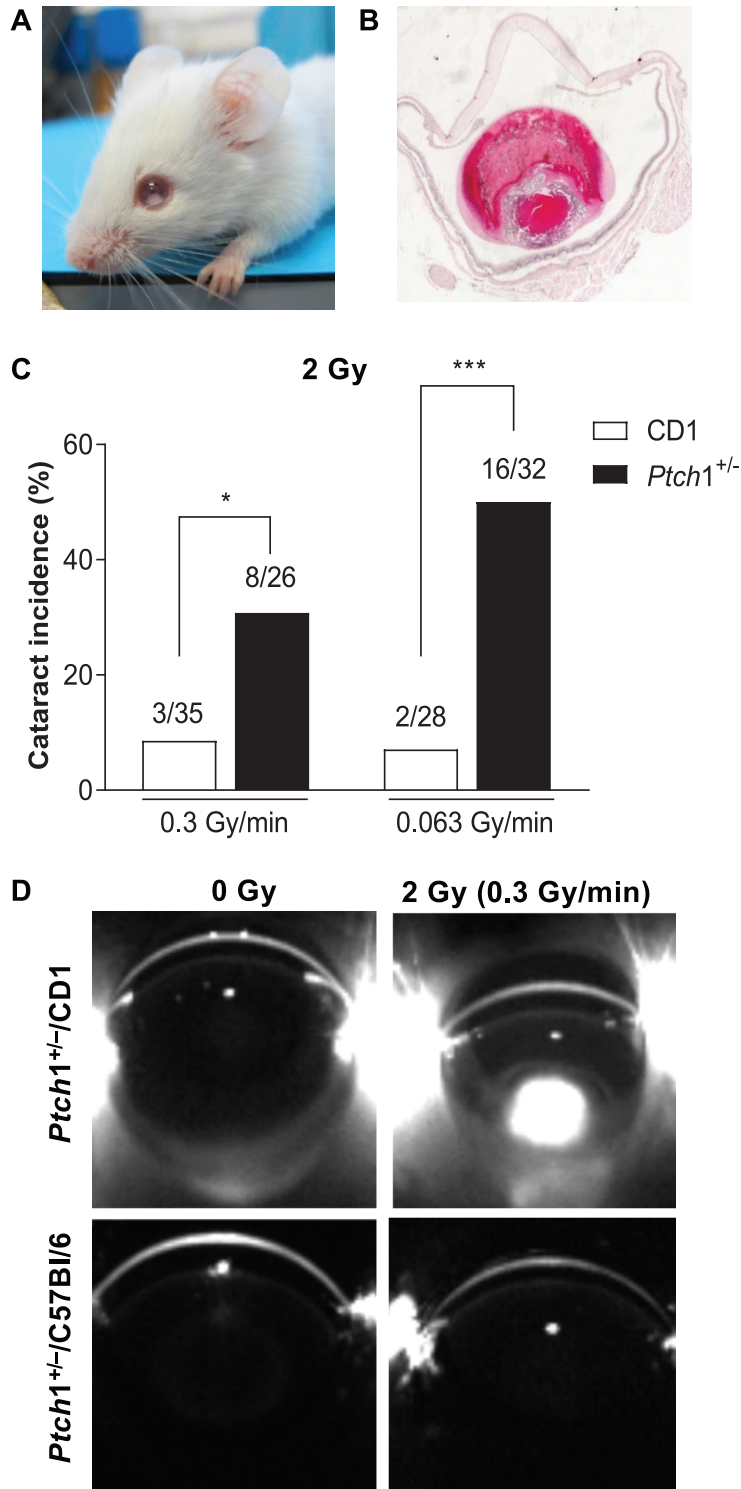 A
B
C
2 Gy
***
CD1
Ptch1+/–
60
16/32
*
8/26
40
Cataract incidence (%)
20
3/35
2/28
0
0.3 Gy/min
0.063 Gy/min
D
0 Gy
2 Gy (0.3 Gy/min)
Ptch1+/–/CD1
Ptch1+/–/C57Bl/6